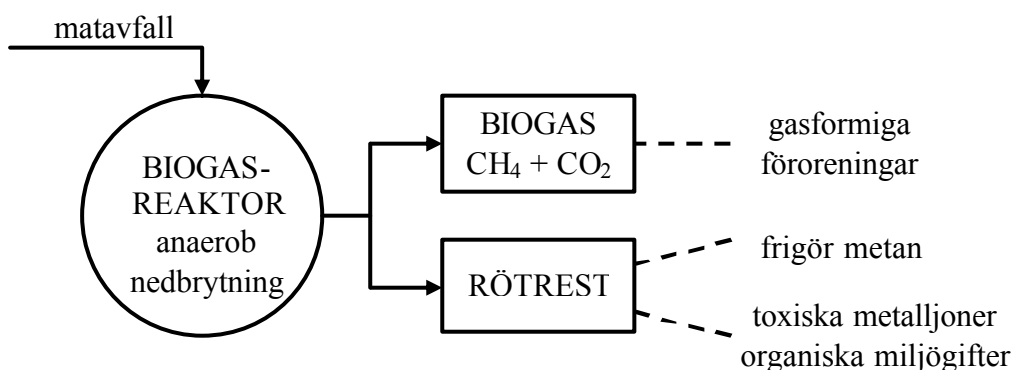 matavfall
BIOGAS-
REAKTOR
anaerob
nedbrytning
BIOGAS
CH₄ + CO₂
gasformiga
föroreningar
RÖTREST
frigör metan
toxiska metalljoner
organiska miljögifter